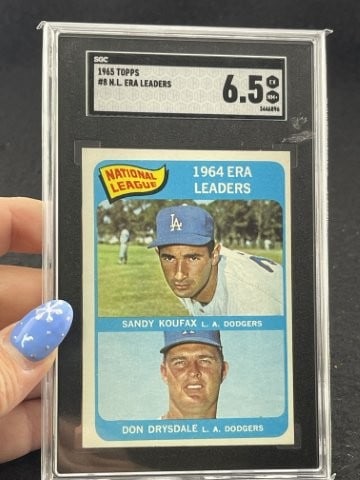 SGC
1965 TOPPS
#8 N.L. ERA LEADERS
6.5
EX
NM+
NATIONAL
LEAGUE
1964 ERA
LEADERS
LA
SANDY KOUFAX L. A. DODGERS
DON DRYSDALE L. A. DODGERS